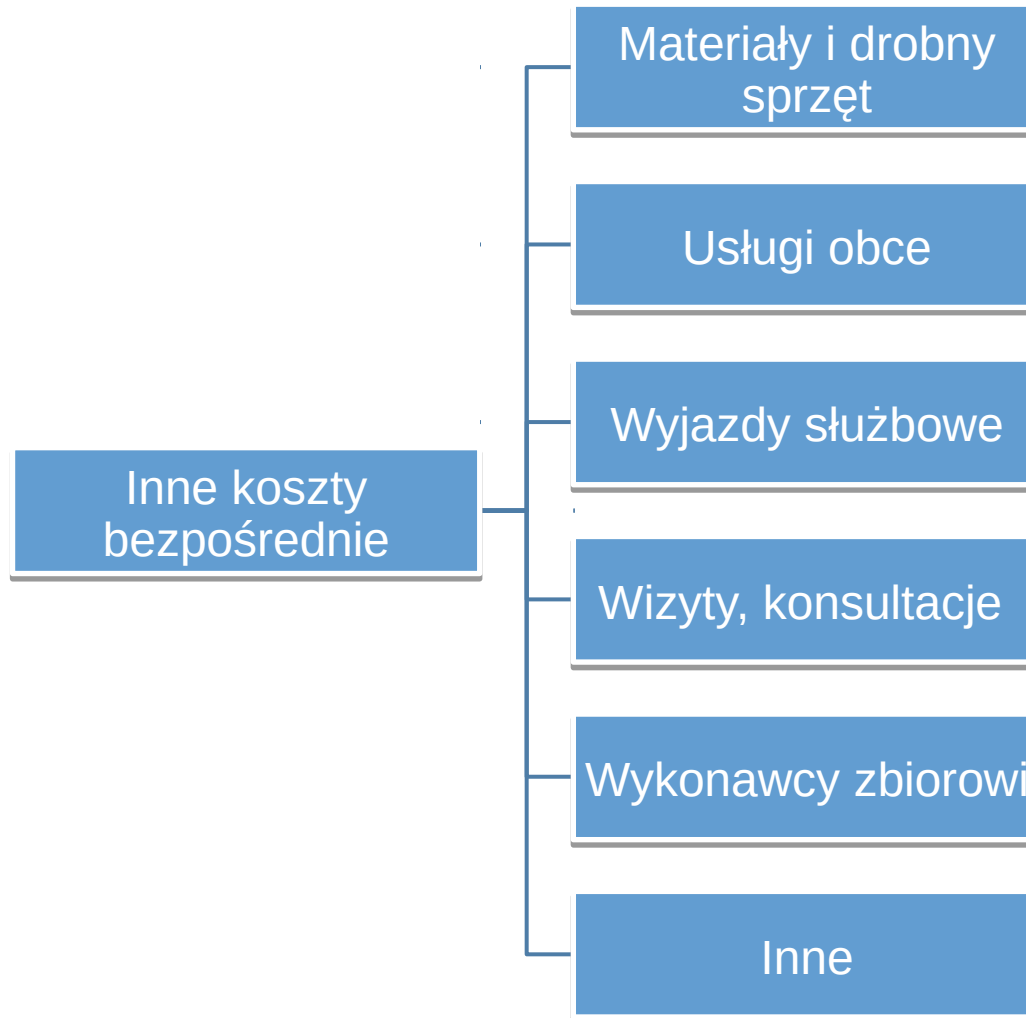 Inne koszty
bezpośrednie
Materiały i drobny
sprzęt
Usługi obce
Wyjazdy służbowe
Wizyty, konsultacje
Wykonawcy zbiorowi
Inne